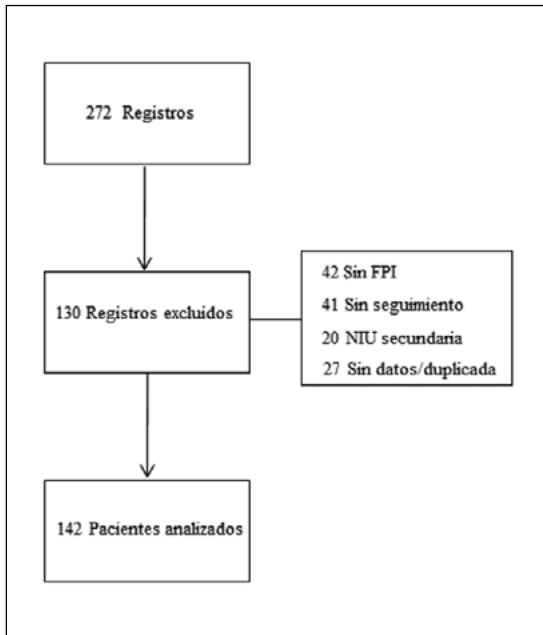 272 Registros
130 Registros excluidos
42 Sin FPI
41 Sin seguimiento
20 NIU secundaria
27 Sin datos/duplicada
142 Pacientes analizados